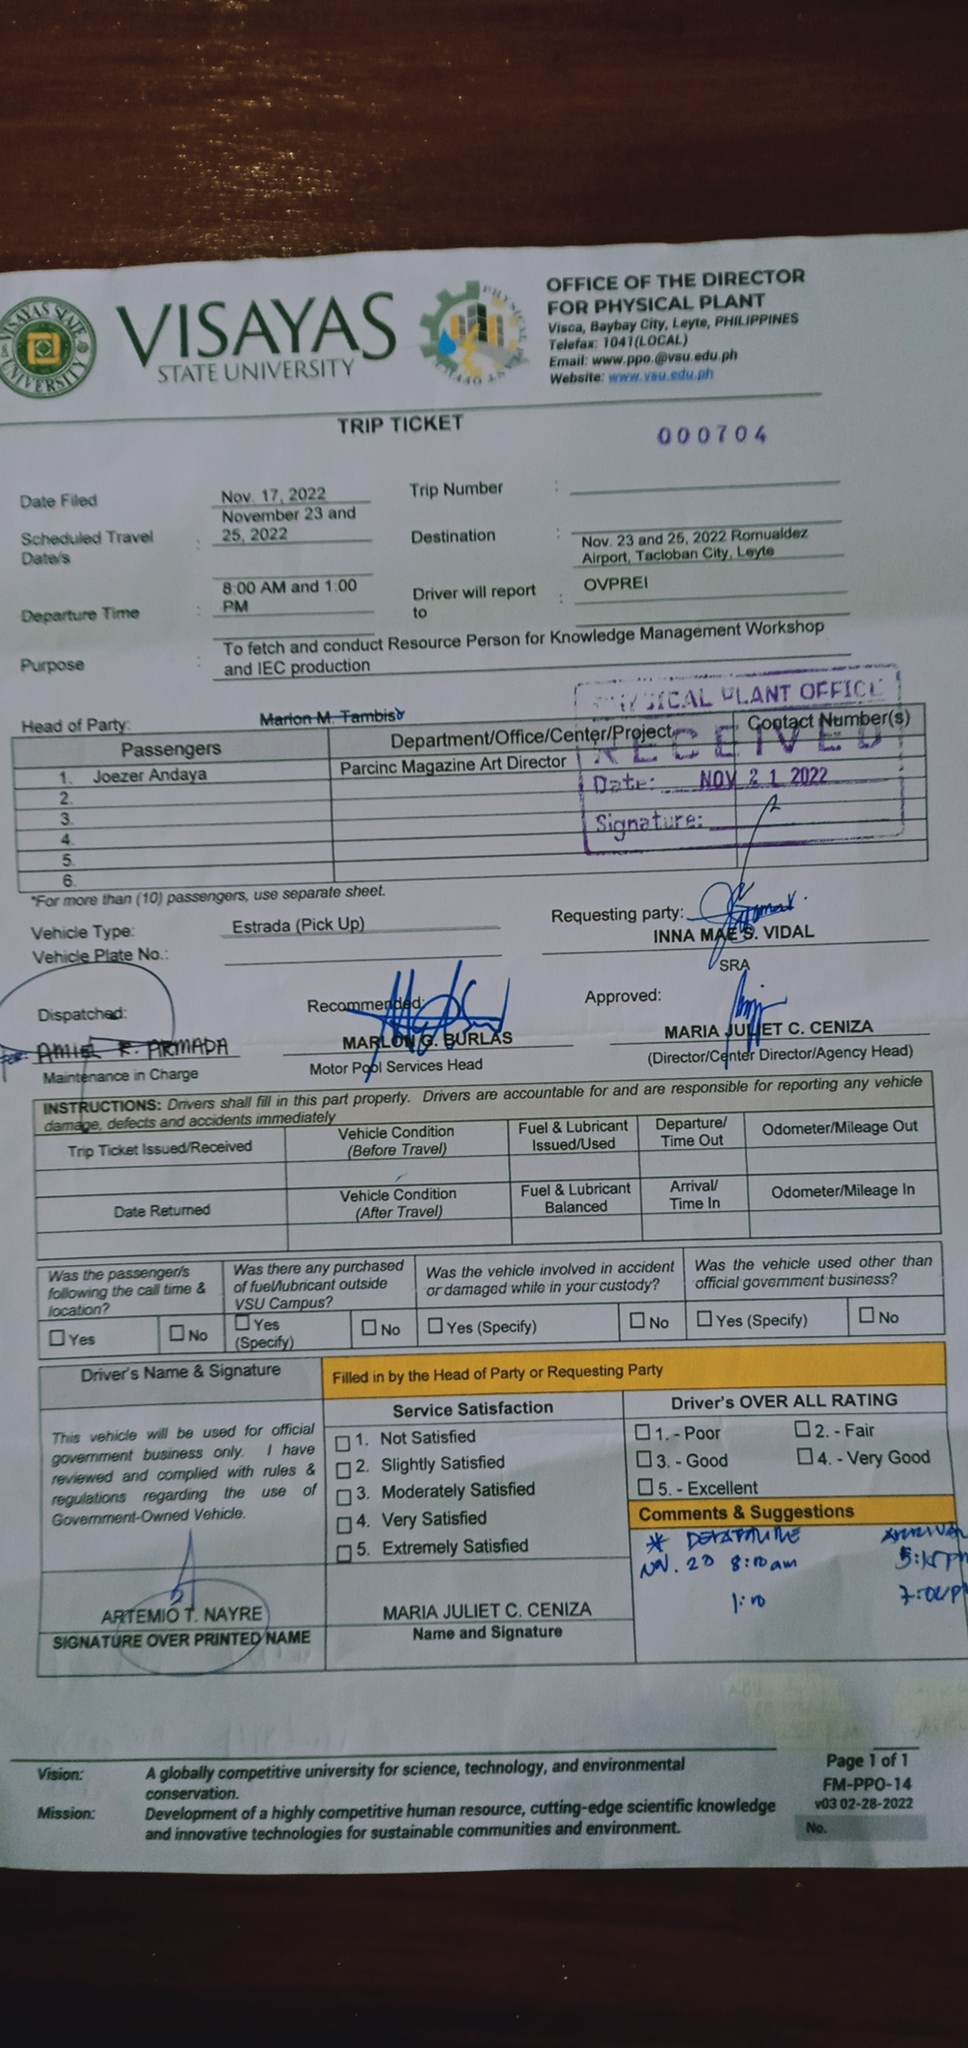 VISAYAS STATE UNIVERSITY
VISAYAS
STATE UNIVERSITY
OFFICE OF THE DIRECTOR
FOR PHYSICAL PLANT
Visca, Baybay City, Leyte, PHILIPPINES
Telefax: 1041(LOCAL)
Email: www.ppo.@vsu.edu.ph
Website: www.vsu.edu.ph
TRIP TICKET
000704
Date Filed Nov. 17, 2022 Trip Number :
Scheduled Travel Date/s : November 23 and 25, 2022 Destination : Nov. 23 and 25, 2022 Romualdez
Airport, Tacloban City, Leyte
Departure Time : 8:00 AM and 1:00 PM Driver will report to : OVPREI
Purpose : To fetch and conduct Resource Person for Knowledge Management Workshop
and IEC production
PHYSICAL PLANT OFFICE
RECEIVED
Date: NOV 21 2022
Signature:
Head of Party: Marion M. Tambis
Passengers Department/Office/Center/Project Contact Number(s)
1. Joezer Andaya Parcinc Magazine Art Director
2.
3.
4.
5.
6.
*For more than (10) passengers, use separate sheet.
Vehicle Type: Estrada (Pick Up) Requesting party:
INNA MAE S. VIDAL
Vehicle Plate No.:
SRA
Dispatched: Recommended: Approved:
AMIEL R. ARMADA MARLON G. BURLAS MARIA JULIET C. CENIZA
Maintenance in Charge Motor Pool Services Head (Director/Center Director/Agency Head)
INSTRUCTIONS: Drivers shall fill in this part properly. Drivers are accountable for and are responsible for reporting any vehicle
damage, defects and accidents immediately
Trip Ticket Issued/Received Vehicle Condition (Before Travel) Fuel & Lubricant Issued/Used Departure/ Time Out Odometer/Mileage Out
Date Returned Vehicle Condition (After Travel) Fuel & Lubricant Balanced Arrival/ Time In Odometer/Mileage In
Was the passenger/s following the call time & location? Was there any purchased of fuel/lubricant outside VSU Campus? Was the vehicle involved in accident or damaged while in your custody? Was the vehicle used other than official government business?
Yes No Yes (Specify) No Yes (Specify) No Yes (Specify) No
Driver's Name & Signature Filled in by the Head of Party or Requesting Party
Service Satisfaction Driver's OVER ALL RATING
This vehicle will be used for official
government business only. I have
reviewed and complied with rules &
regulations regarding the use of
Government-Owned Vehicle.
1. Not Satisfied
2. Slightly Satisfied
3. Moderately Satisfied
4. Very Satisfied
5. Extremely Satisfied
1. - Poor 2. - Fair
3. - Good 4. - Very Good
5. - Excellent
Comments & Suggestions
8:10 am
1:10
ARTEMIO T. NAYRE MARIA JULIET C. CENIZA
SIGNATURE OVER PRINTED NAME Name and Signature
Vision: A globally competitive university for science, technology, and environmental
conservation.
Mission: Development of a highly competitive human resource, cutting-edge scientific knowledge
and innovative technologies for sustainable communities and environment.
Page 1 of 1
FM-PPO-14
v03 02-28-2022
No.